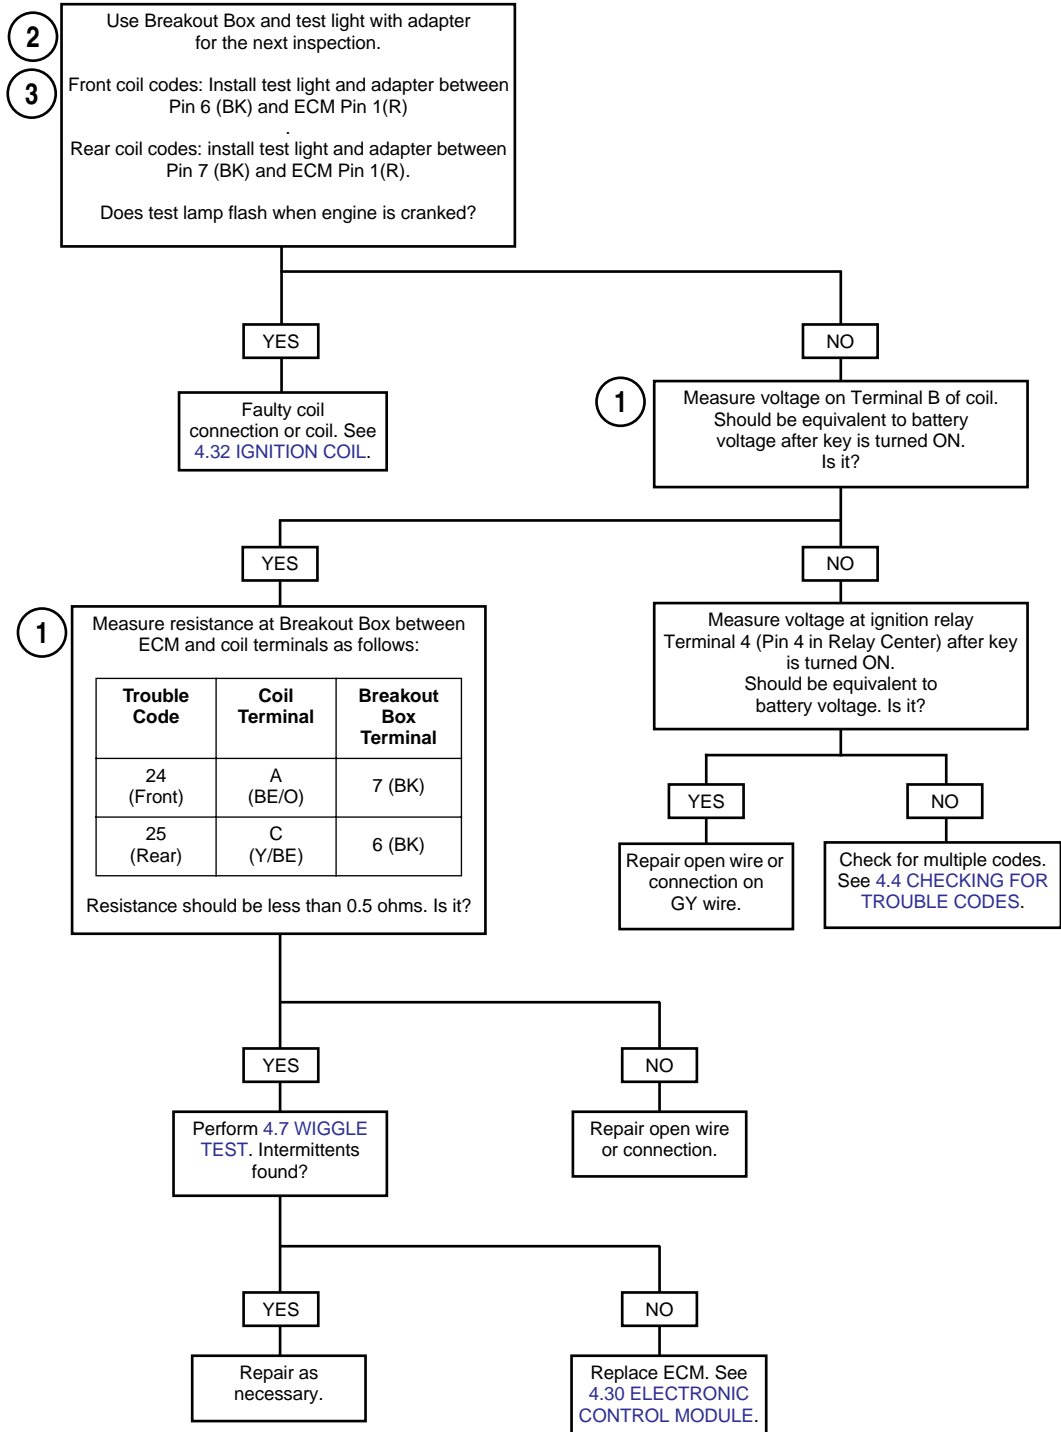 2
Use Breakout Box and test light with adapter
for the next inspection.
3
Front coil codes: Install test light and adapter between
Pin 6 (BK) and ECM Pin 1(R)
.
Rear coil codes: install test light and adapter between
Pin 7 (BK) and ECM Pin 1(R).
Does test lamp flash when engine is cranked?
YES
NO
Faulty coil
connection or coil. See
4.32 IGNITION COIL.
1
Measure voltage on Terminal B of coil.
Should be equivalent to battery
voltage after key is turned ON.
Is it?
YES
NO
1
Measure resistance at Breakout Box between
ECM and coil terminals as follows:
Trouble Code
Coil Terminal
Breakout Box Terminal
24 (Front)
A (BE/O)
7 (BK)
25 (Rear)
C (Y/BE)
6 (BK)
Resistance should be less than 0.5 ohms. Is it?
Measure voltage at ignition relay
Terminal 4 (Pin 4 in Relay Center) after key
is turned ON.
Should be equivalent to
battery voltage. Is it?
YES
NO
Repair open wire or
connection on
GY wire.
Check for multiple codes.
See 4.4 CHECKING FOR
TROUBLE CODES.
YES
NO
Perform 4.7 WIGGLE
TEST. Intermittents
found?
Repair open wire
or connection.
YES
NO
Repair as
necessary.
Replace ECM. See
4.30 ELECTRONIC
CONTROL MODULE.